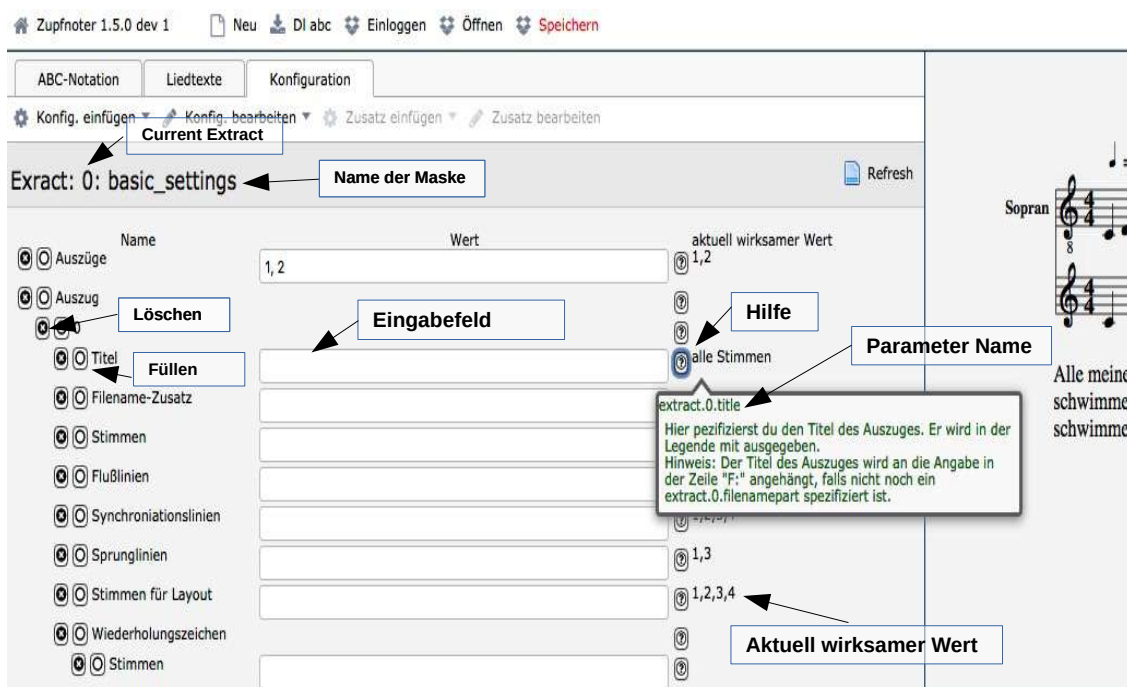 Zupfnoter 1.5.0 dev 1 Neu Dl abc Einloggen Öffnen Speichern
ABC-Notation Liedtexte Konfiguration
Konfig. einfügen Konfig. bearbeiten Zusatz einfügen Zusatz bearbeiten
Current Extract
Exract: 0: basic_settings
Name der Maske
Refresh
Sopran
8
Name Wert aktuell wirksamer Wert
Auszüge 1, 2 1,2
Auszug
Löschen
0
Eingabefeld
Hilfe
Titel alle Stimmen
Füllen
Parameter Name
Filename-Zusatz
extract.0.title
Hier pezifizierst du den Titel des Auszuges. Er wird in der
Legende mit ausgegeben.
Hinweis: Der Titel des Auszuges wird an die Angabe in
der Zeile "F:" angehängt, falls nicht noch ein
extract.0.filenamepart spezifiziert ist.
Alle meine
schwimme
schwimme
Stimmen
Flußlinien
Synchroniationslinien
Sprunglinien 1,3
Stimmen für Layout 1,2,3,4
Wiederholungszeichen
Aktuell wirksamer Wert
Stimmen